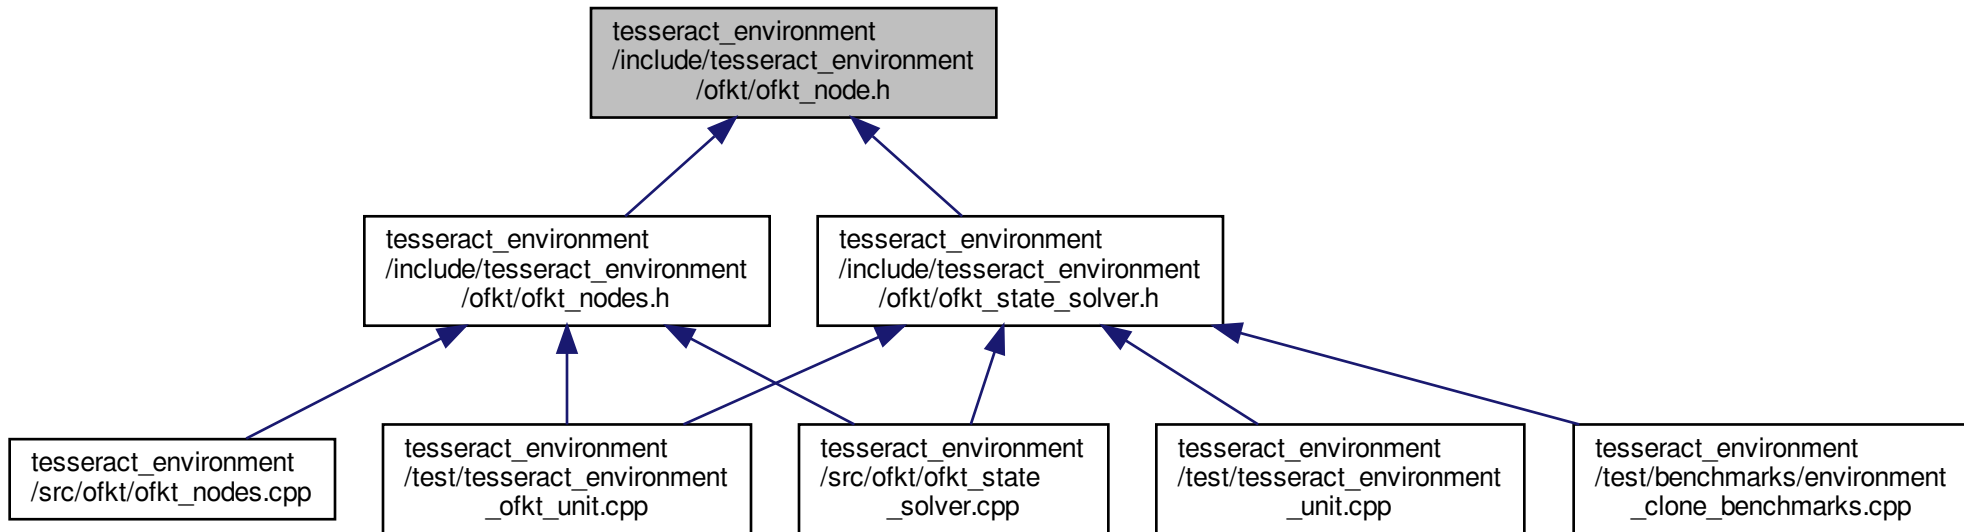 tesseract_environment
/include/tesseract_environment
/ofkt/ofkt_node.h
tesseract_environment
/include/tesseract_environment
/ofkt/ofkt_nodes.h
tesseract_environment
/include/tesseract_environment
/ofkt/ofkt_state_solver.h
tesseract_environment
/src/ofkt/ofkt_nodes.cpp
tesseract_environment
/test/tesseract_environment
_ofkt_unit.cpp
tesseract_environment
/src/ofkt/ofkt_state
_solver.cpp
tesseract_environment
/test/tesseract_environment
_unit.cpp
tesseract_environment
/test/benchmarks/environment
_clone_benchmarks.cpp